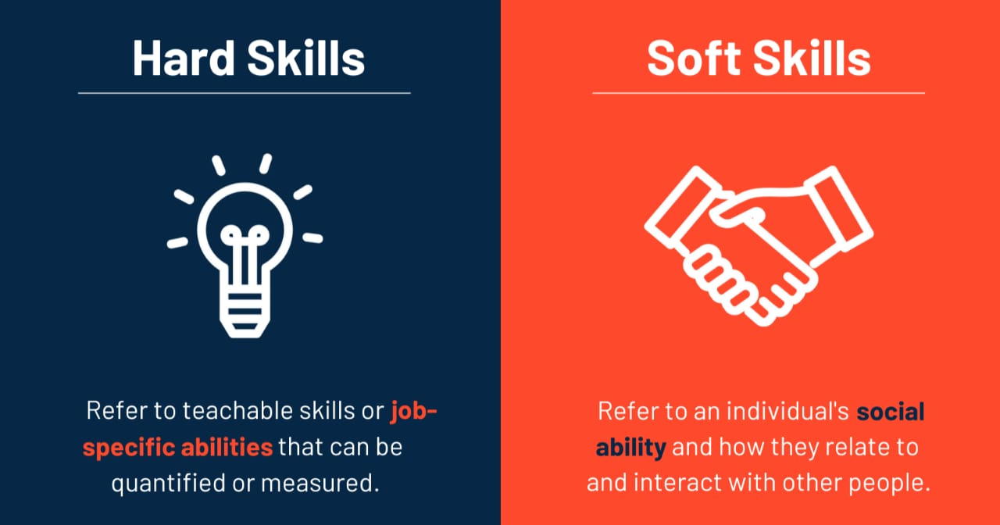 Hard Skills
Refer to teachable skills or job-
specific abilities that can be
quantified or measured.
Soft Skills
Refer to an individual's social
ability and how they relate to
and interact with other people.